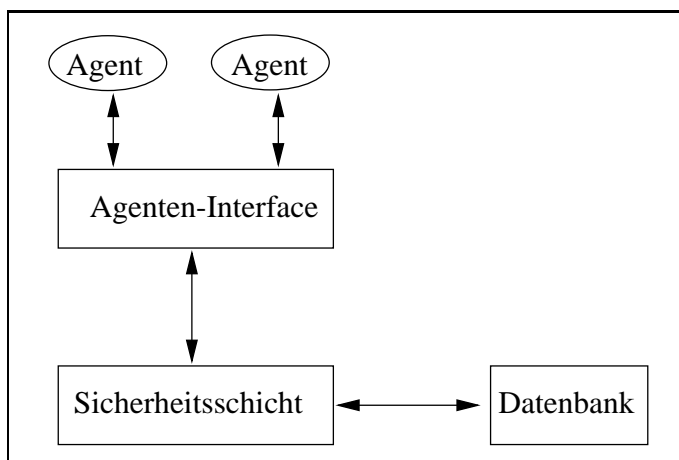 Agent
Agent
Agenten-Interface
Sicherheitsschicht
Datenbank